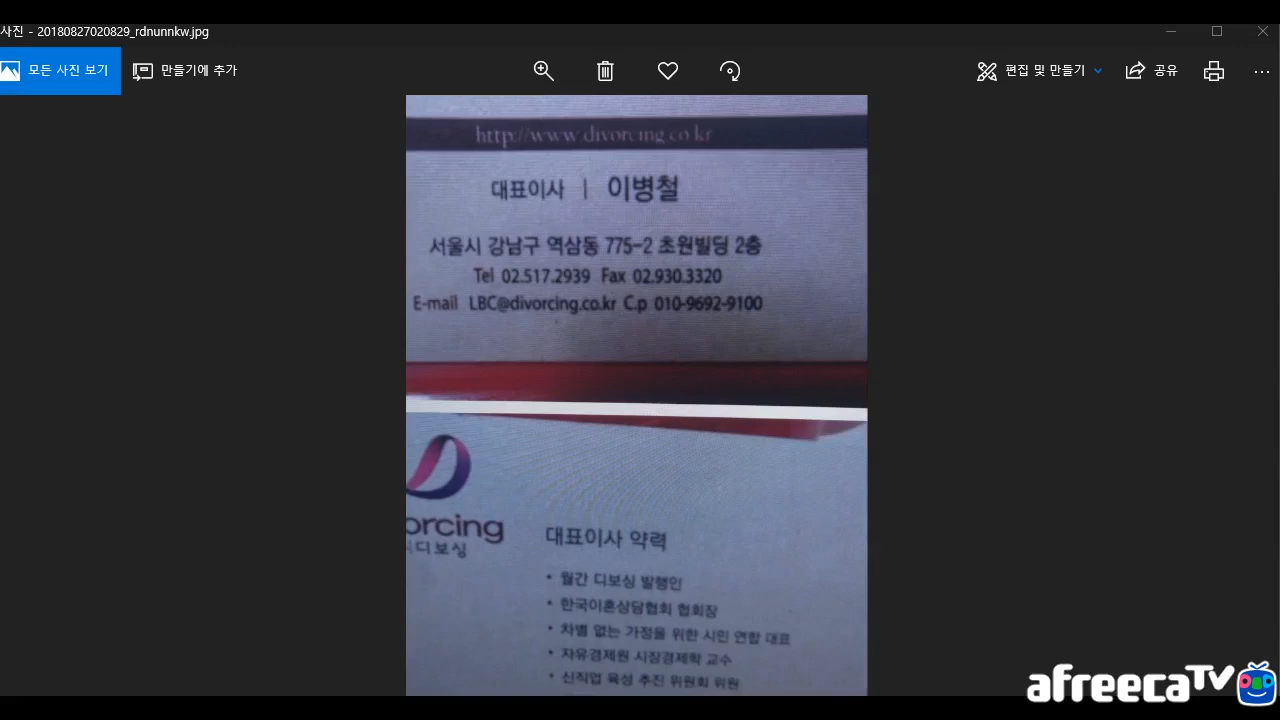 사진 - 20180827020829_rdnunnkw.jpg
모든 사진 보기
만들기에 추가
편집 및 만들기
공유
http://www.divorcing.co.kr
대표이사 | 이병철
서울시 강남구 역삼동 775-2 초원빌딩 2층
Tel 02.517.2939 Fax 02.930.3320
E-mail LBC@divorcing.co.kr C.p 010-9692-9100
orcing
디보싱
대표이사 약력
• 월간 디보싱 발행인
• 한국이혼상담협회 협회장
• 차별 없는 가정을 위한 시민 연합 대표
• 자유경제원 시장경제학 교수
• 신직업 육성 추진 위원회 위원
afreecaTV